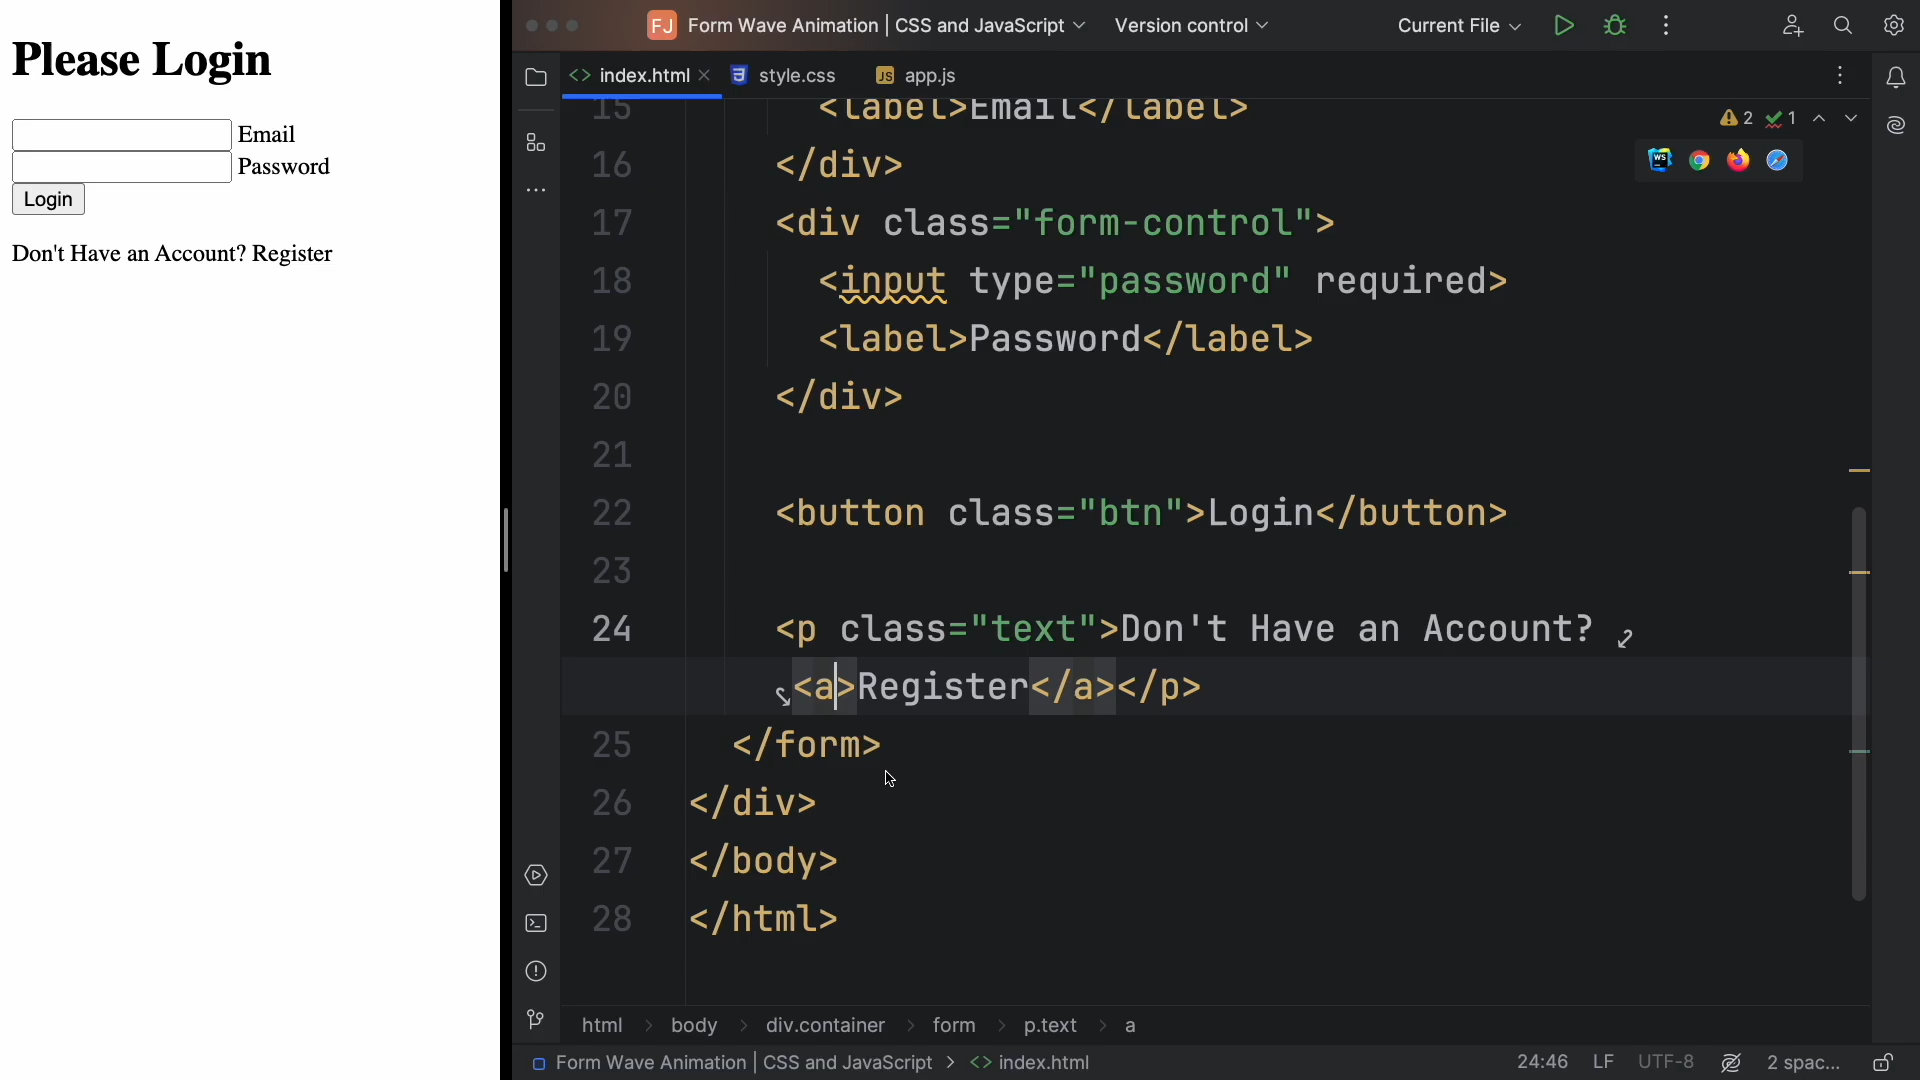 Please Login
Email
Password
Login
Don't Have an Account? Register
FJ Form Wave Animation | CSS and JavaScript
Version control
Current File
index.html
style.css
JS app.js
2 1
WS
15 <label>Email</label>
16 </div>
17 <div class="form-control">
18 <input type="password" required>
19 <label>Password</label>
20 </div>
21
22 <button class="btn">Login</button>
23
24 <p class="text">Don't Have an Account?
<a>Register</a></p>
25 </form>
26 </div>
27 </body>
28 </html>
html > body > div.container > form > p.text > a
Form Wave Animation | CSS and JavaScript > <> index.html
24:46 LF UTF-8 2 spac...